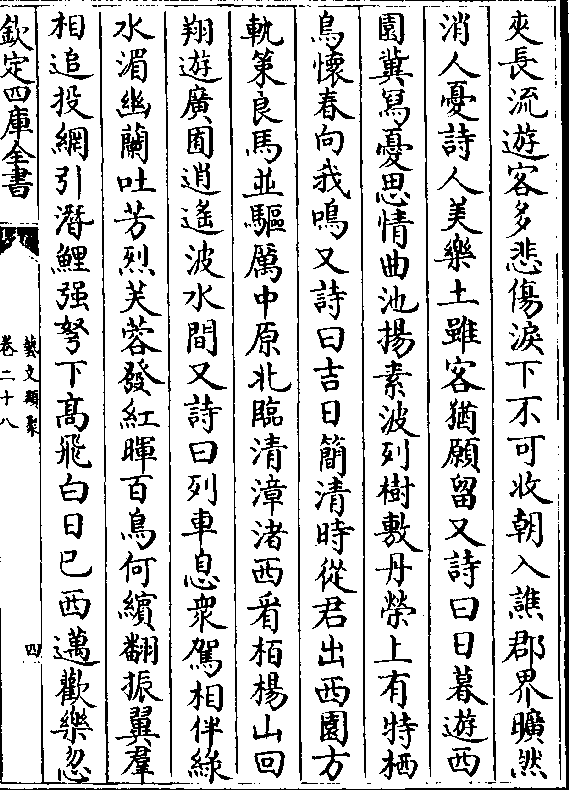 夾長流遊客多悲傷淚下不可收朝入譙郡界曠然
消人憂詩人美樂土雖客猶願留又詩曰日暮遊西
園冀冩憂思情曲池揚素波列樹敷丹榮上有特栖
鳥懷春向我鳴又詩曰吉日簡清時從君出西園方
軌策良馬並驅厲中原北臨清漳渚西看栢楊山回
翔遊廣囿逍遙波水間又詩曰列車息衆駕相伴緑
水湄幽蘭吐芳烈芙蓉發紅暉百鳥何繽翻振翼羣
相追投網引潛鯉强弩下髙飛白日已西邁歡樂忽
欽定四庫全書
藝文類聚
卷二十八
四